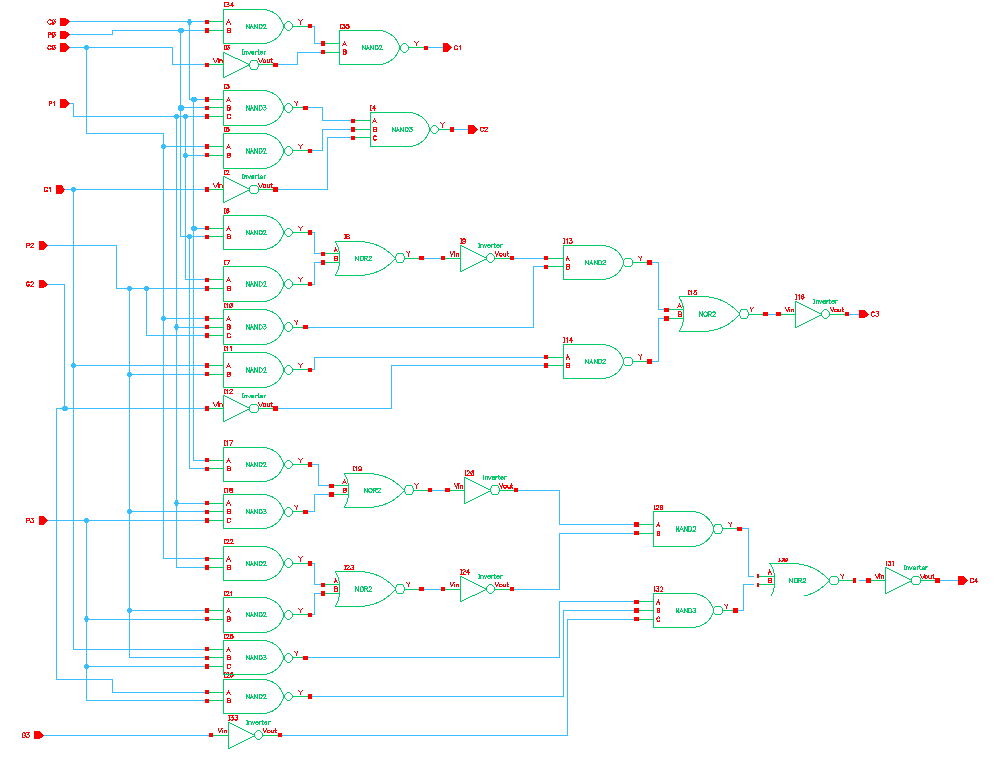 I34
C0
A
Y
B
NAND2
P0
I35
A
Y
C1
B
NAND2
G0
I3
Inverter
Vin
Vout
I5
A
Y
B
NAND3
C
P1
I4
A
Y
B
NAND3
C2
C
A
Y
B
NAND2
I2
Inverter
Vin
Vout
G1
I6
A
Y
B
NAND2
P2
I8
A
Y
B
NOR2
I9
Inverter
Vin
Vout
I13
A
Y
B
NAND2
I7
A
Y
B
NAND2
G2
I10
A
Y
B
NAND3
C
I15
A
Y
B
NOR2
I16
Inverter
Vin
Vout
C3
I11
A
Y
B
NAND2
I14
A
Y
B
NAND2
I12
Inverter
Vin
Vout
I17
A
Y
B
NAND2
I19
A
Y
B
NOR2
I26
Inverter
Vin
Vout
I18
A
Y
B
NAND3
C
P3
I28
A
Y
B
NAND2
I22
A
Y
B
NAND2
I23
A
Y
B
NOR2
I24
Inverter
Vin
Vout
A
Y
B
NOR2
I31
Inverter
Vin
Vout
C4
I21
A
Y
B
NAND2
I32
A
Y
B
NAND3
C
I25
A
Y
B
NAND3
C
A
Y
B
NAND2
I33
Inverter
Vin
Vout
G3